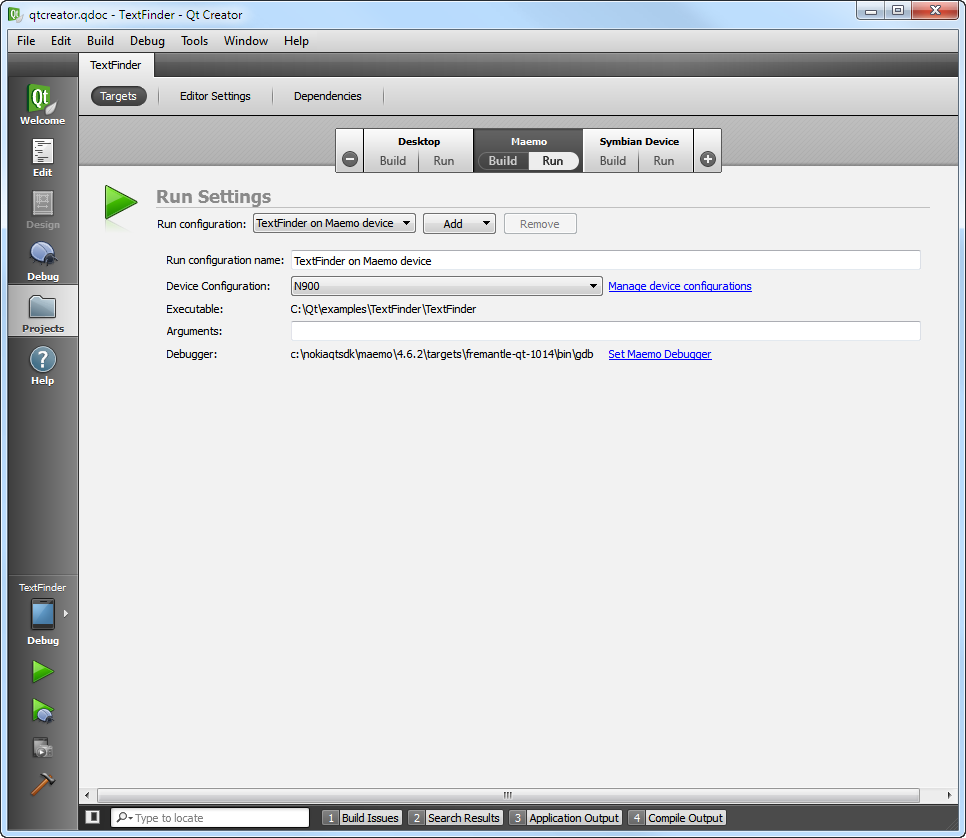 qtcreator.qdoc - TextFinder - Qt Creator
File Edit Build Debug Tools Window Help
TextFinder
Targets Editor Settings Dependencies
Desktop Maemo Symbian Device
Build Run Build Run Build Run
Qt
Welcome
Edit
Design
Debug
Projects
?
Help
Run Settings
Run configuration: TextFinder on Maemo device Add Remove
Run configuration name: TextFinder on Maemo device
Device Configuration: N900 Manage device configurations
Executable: C:\Qt\examples\TextFinder\TextFinder
Arguments:
Debugger: c:\nokiaqtsdk\maemo\4.6.2\targets\fremantle-qt-1014\bin\gdb Set Maemo Debugger
TextFinder
Debug
Type to locate 1 Build Issues 2 Search Results 3 Application Output 4 Compile Output